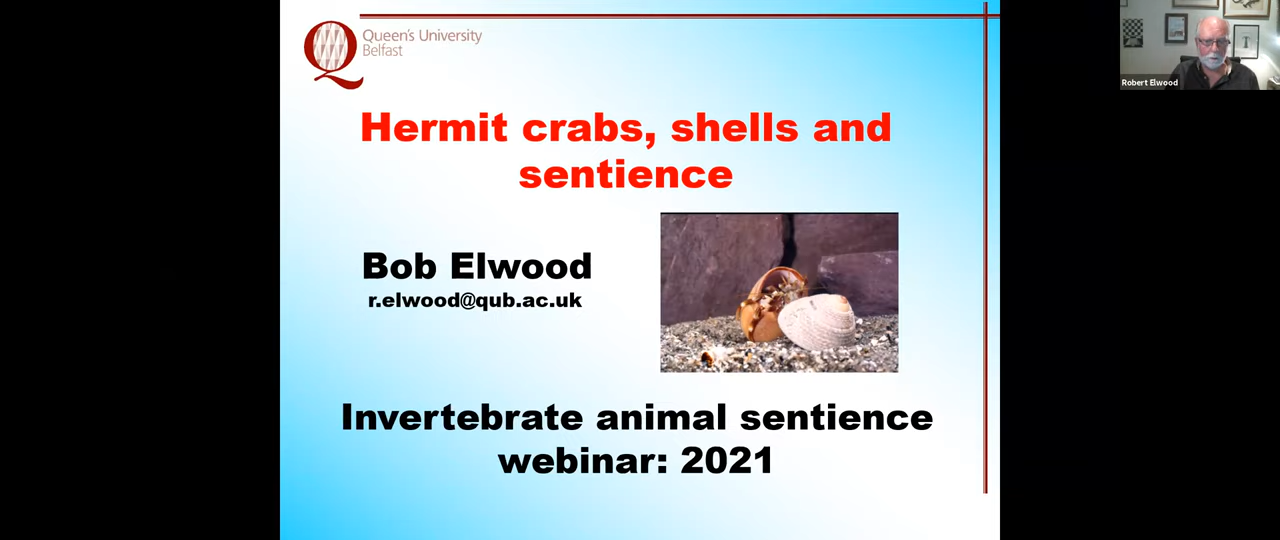 Queen's University
Belfast
Robert Elwood
Hermit crabs, shells and
sentience
Bob Elwood
r.elwood@qub.ac.uk
Invertebrate animal sentience
webinar: 2021